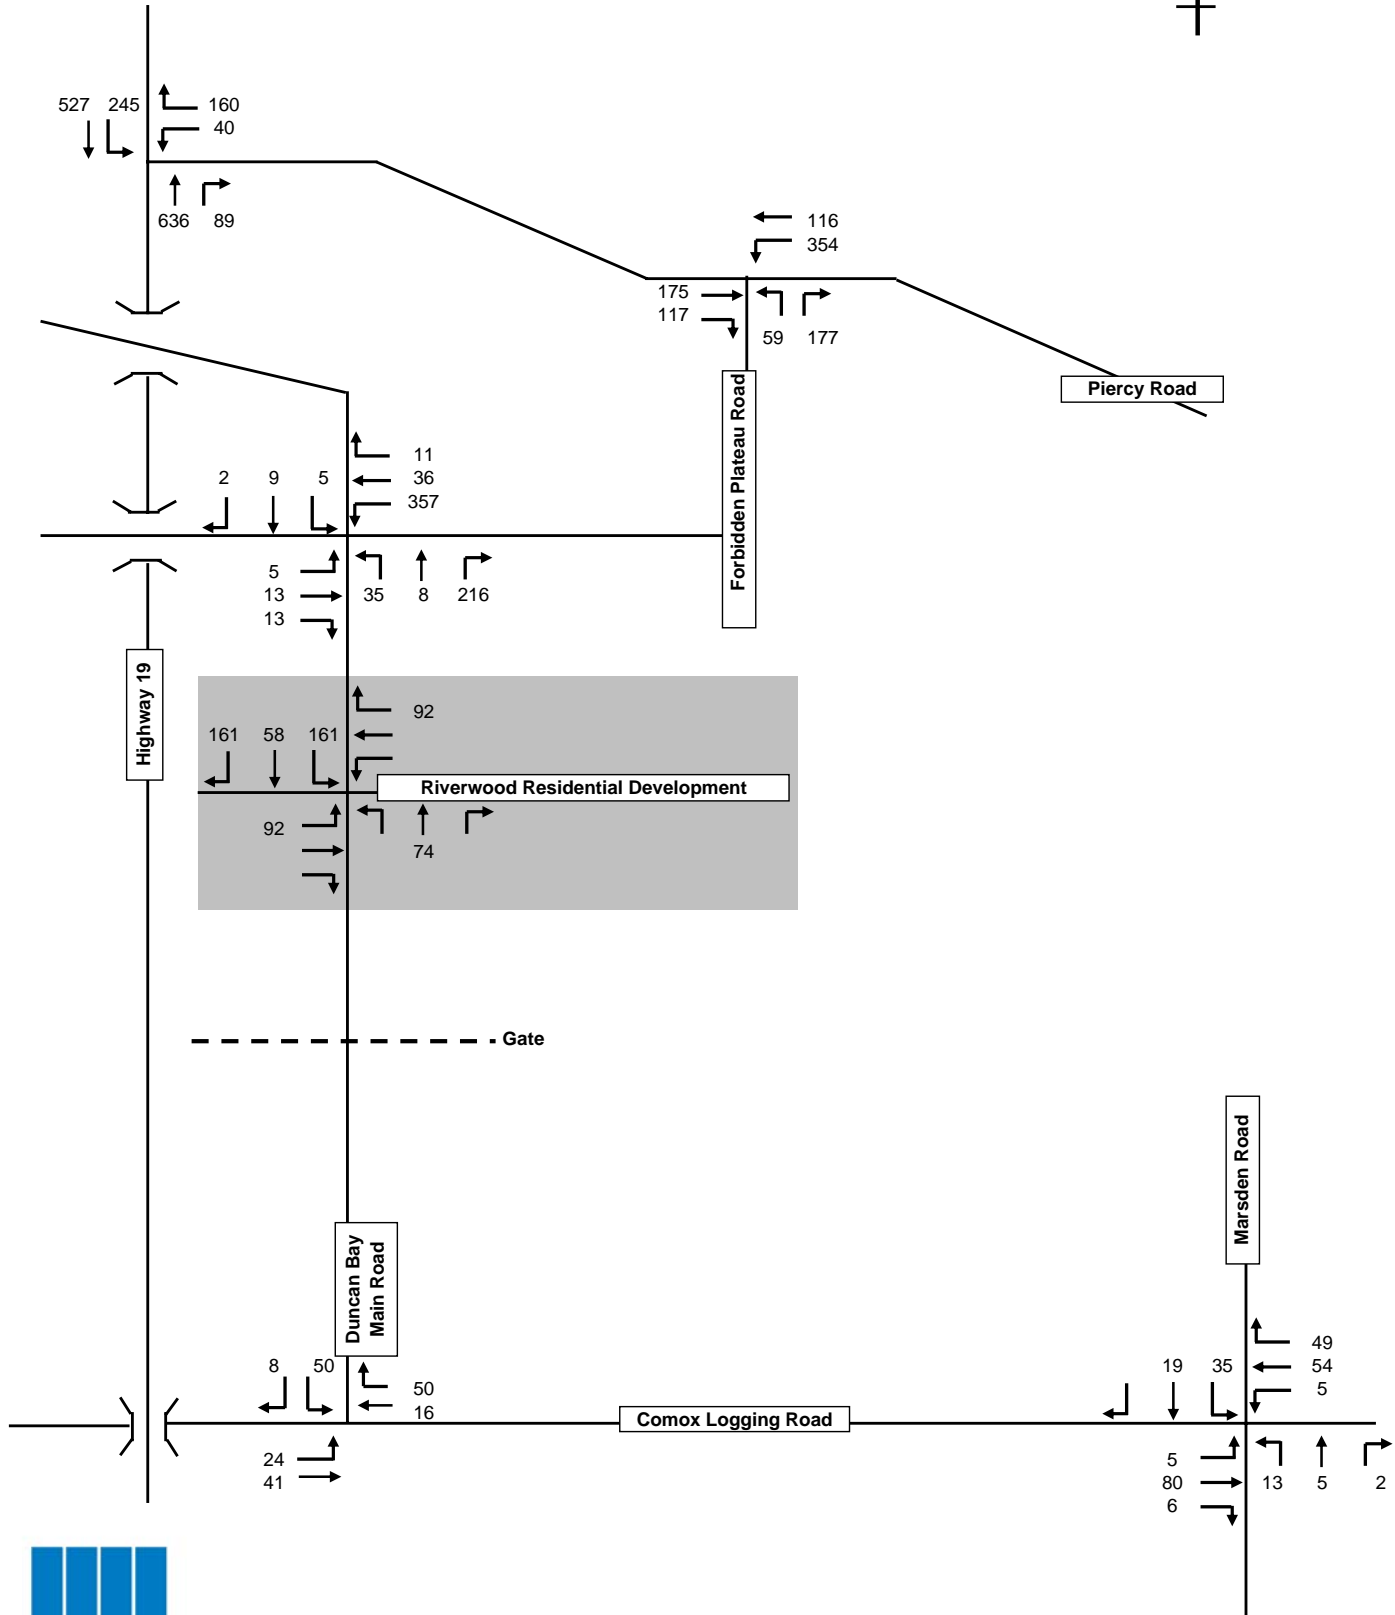 527 245 160
40
636 89
116
354
175
117
59 177
Forbidden Plateau Road
Piercy Road
11
2 9 5 36
357
5
13 35 8 216
13
Highway 19
92
161 58 161
Riverwood Residential Development
92
74
Gate
Marsden Road
Duncan Bay
Main Road
49
8 50 19 35 54
50 5
16
Comox Logging Road
24 5
41 80 13 5 2
6